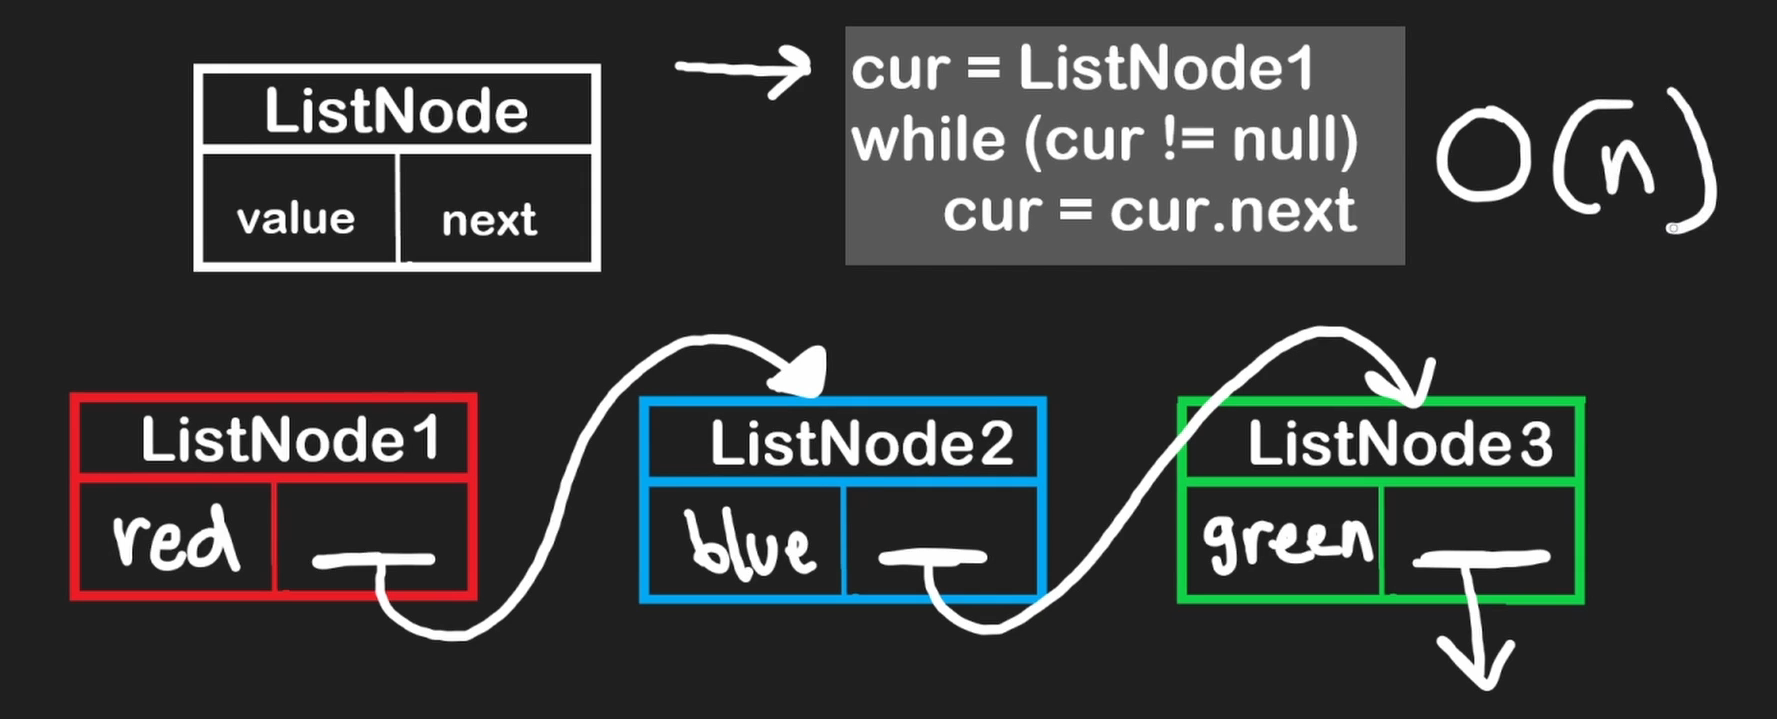 ListNode
value next
cur = ListNode1
while (cur != null)
cur = cur.next
O(n)
ListNode1
red
ListNode2
blue
ListNode3
green